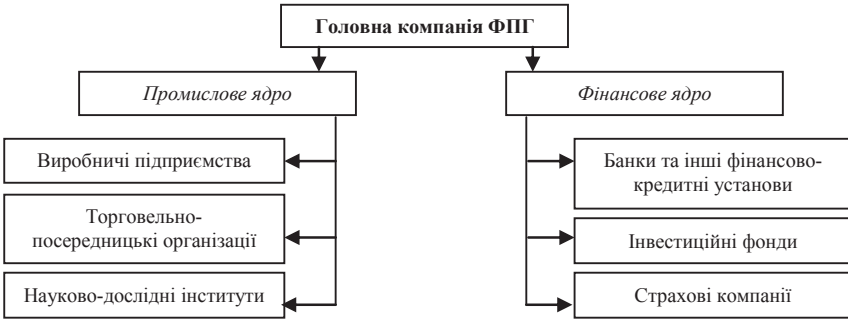 Головна компанія ФПГ
Промислове ядро
Фінансове ядро
Виробничі підприємства
Торговельно-
посередницькі організації
Науково-дослідні інститути
Банки та інші фінансово-
кредитні установи
Інвестиційні фонди
Страхові компанії